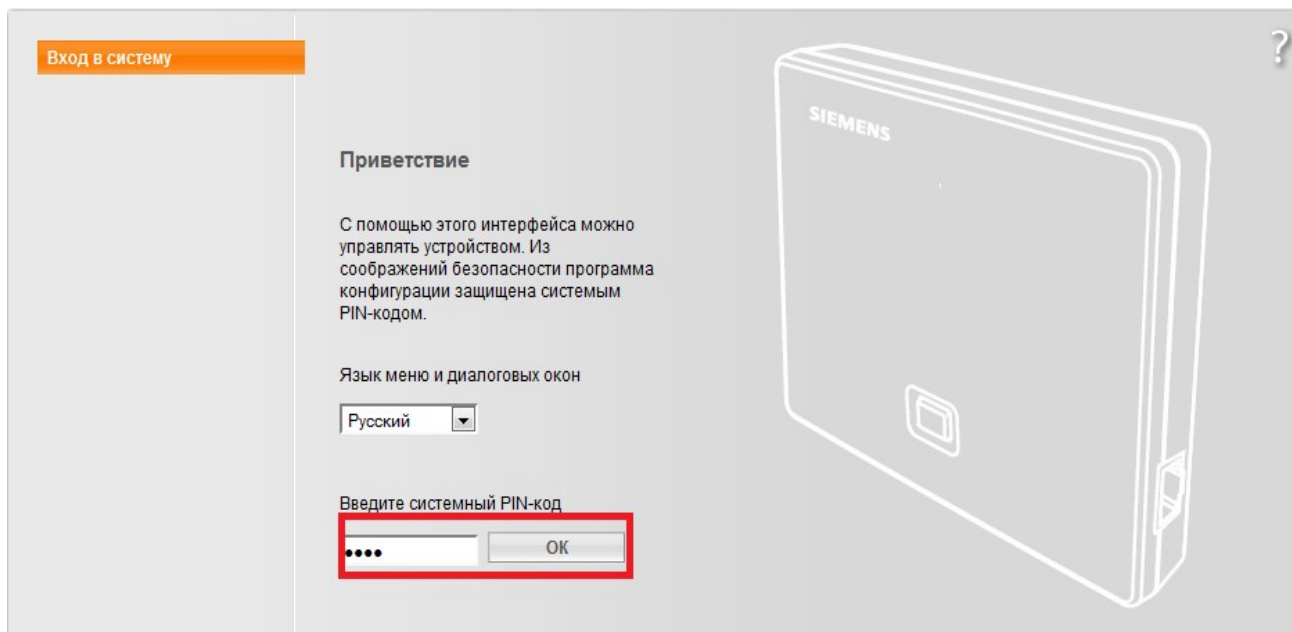 Вход в систему
?
SIEMENS
Приветствие
С помощью этого интерфейса можно
управлять устройством. Из
соображений безопасности программа
конфигурации защищена системым
PIN-кодом.
Язык меню и диалоговых окон
Русский
Введите системный PIN-код
••••
ОК